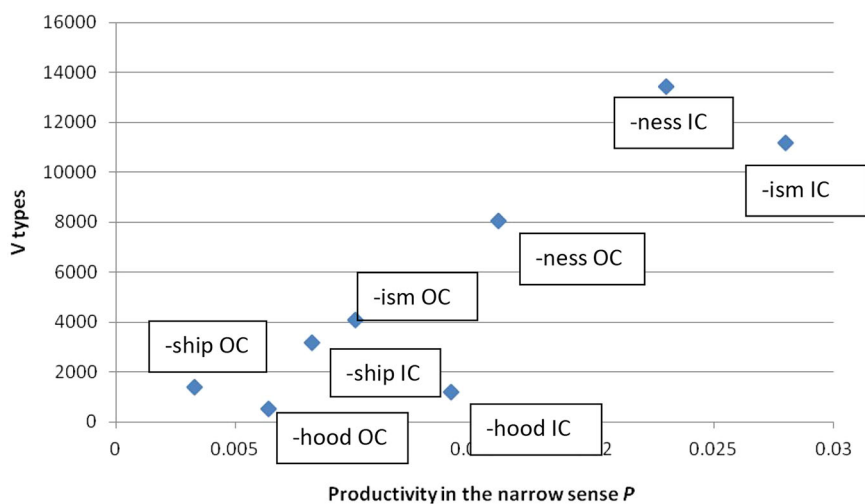 16000
14000
12000
10000
8000
6000
4000
2000
0
V types
-ness IC
-ism IC
-ness OC
-ism OC
-ship OC
-ship IC
-hood OC
-hood IC
0
0.005
0.025
0.03
Productivity in the narrow sense P